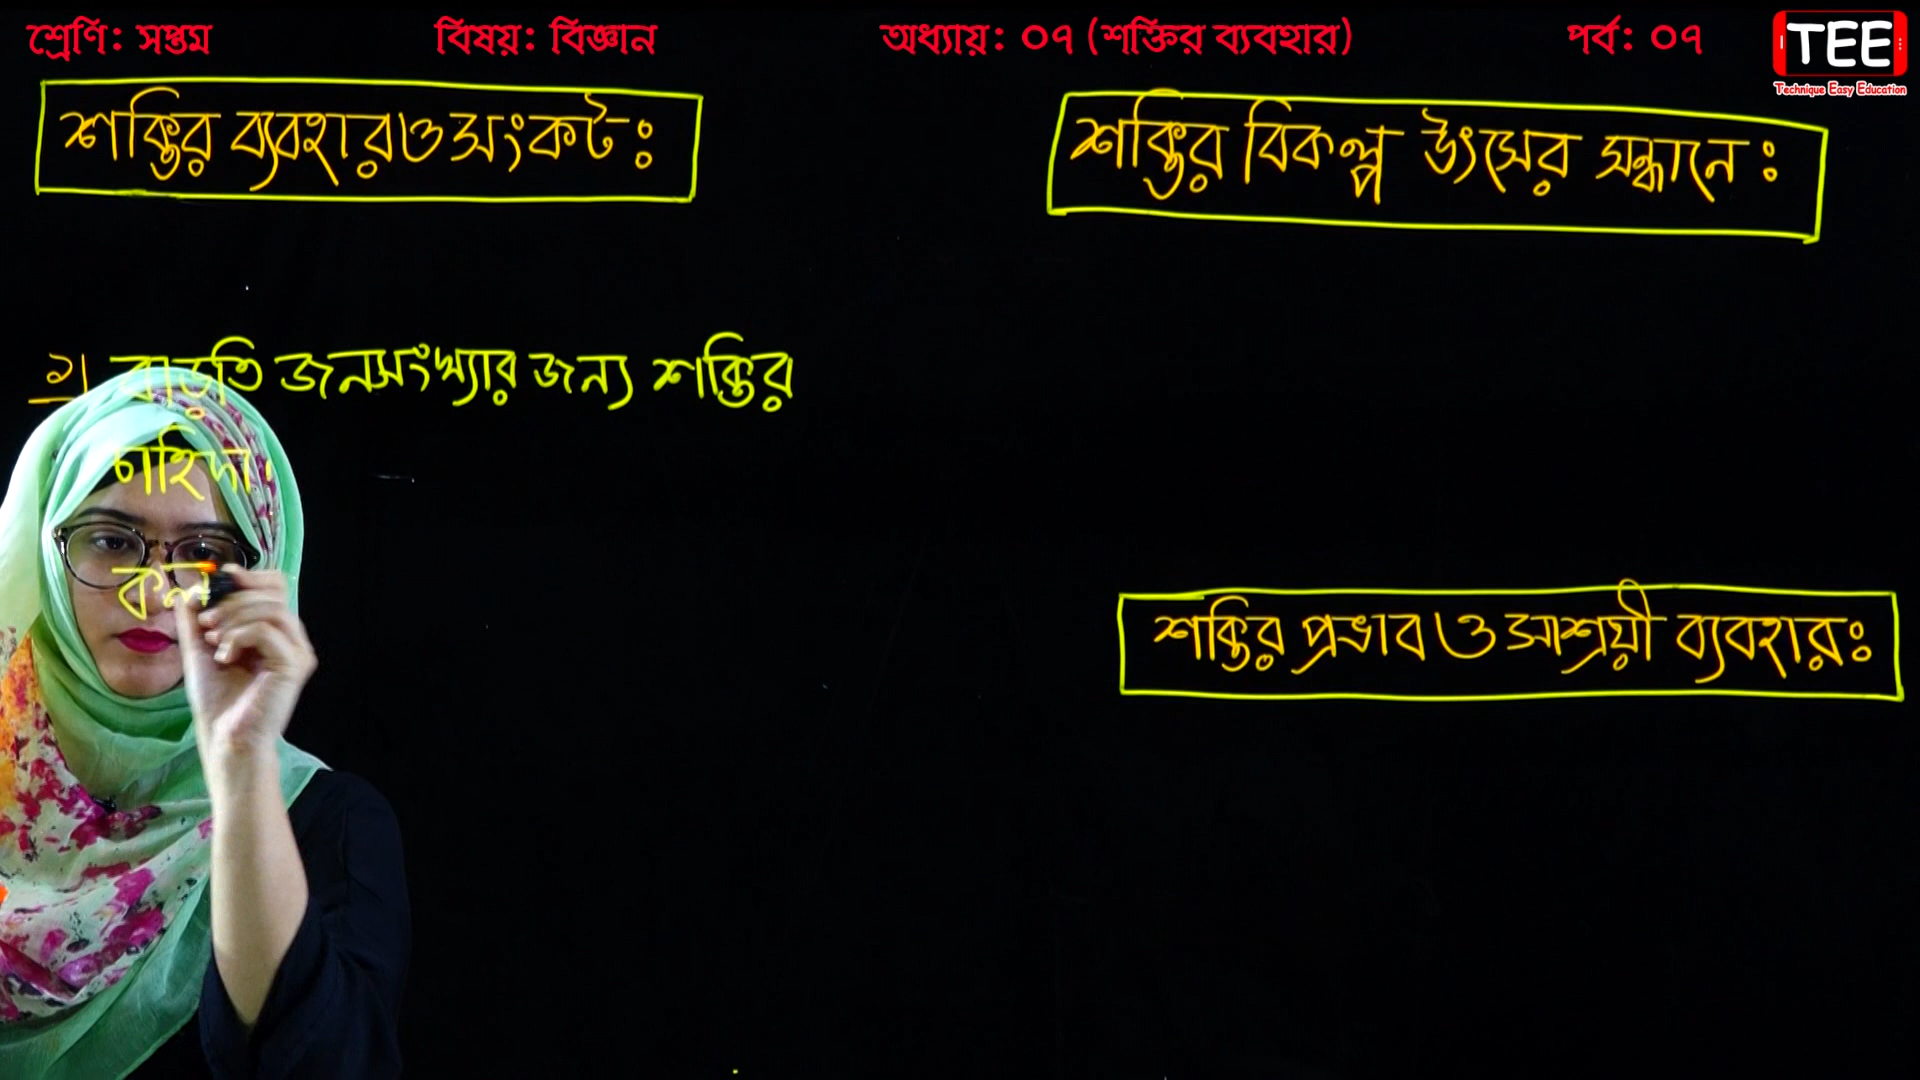 শ্রেণি: সপ্তম বিষয়: বিজ্ঞান অধ্যায়: ০৭ (শক্তির ব্যবহার) পর্ব: ০৭
TEE
Technique Easy Education
শক্তির ব্যবহার ও সংকট:
শক্তির বিকল্প উৎসের সন্ধানে:
১। বাড়তি জনসংখ্যার জন্য শক্তির
চাহিদা।
কল
শক্তির প্রভাব ও সাশ্রয়ী ব্যবহার: